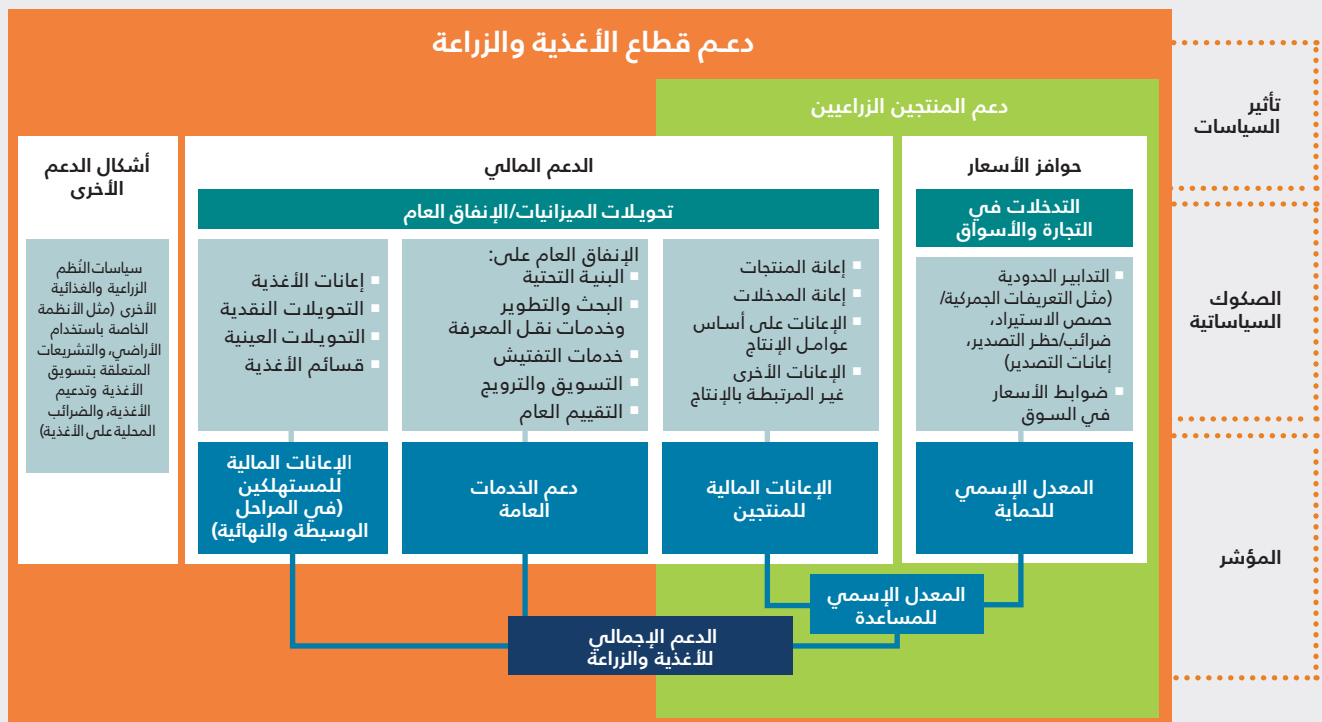 دعم قطاع الأغذية والزراعة
تأثير
السياسات
دعم المنتجين الزراعيين
حوافز الأسعار
الدعم المالي
أشكال الدعم
الأخرى
الصكوك
السياساتية
التدخلات في
التجارة والأسواق
التدابير الحدودية
(مثل التعريفات الجمركية/
حصص الاستيراد،
ضرائب/حظر التصدير،
إعانات التصدير)
ضوابط الأسعار
في السوق
تحويلات الميزانيات/الإنفاق العام
إعانة المنتجات
إعانة المدخلات
الإعانات على أساس
عوامل الإنتاج
الإعانات الأخرى
غير المرتبطة بالإنتاج
الإنفاق العام على:
البنية التحتية
البحث والتطوير
وخدمات نقل المعرفة
خدمات التفتيش
التسويق والترويج
التقييم العام
إعانات الأغذية
التحويلات النقدية
التحويلات العينية
قسائم الأغذية
سياسات النُظم
الزراعية والغذائية
الأخرى (مثل الأنظمة
الخاصة باستخدام
الأراضي، والتشريعات
المتعلقة بتسويق
الأغذية وتدعيم
الأغذية، والضرائب
المحلية على الأغذية)
المؤشر
المعدل الإسمي
للحماية
الإعانات المالية
للمنتجين
دعم الخدمات
العامة
الإعانات المالية
للمستهلكين
(في المراحل
الوسيطة والنهائية)
المعدل الإسمي
للمساعدة
الدعم الإجمالي
للأغذية والزراعة